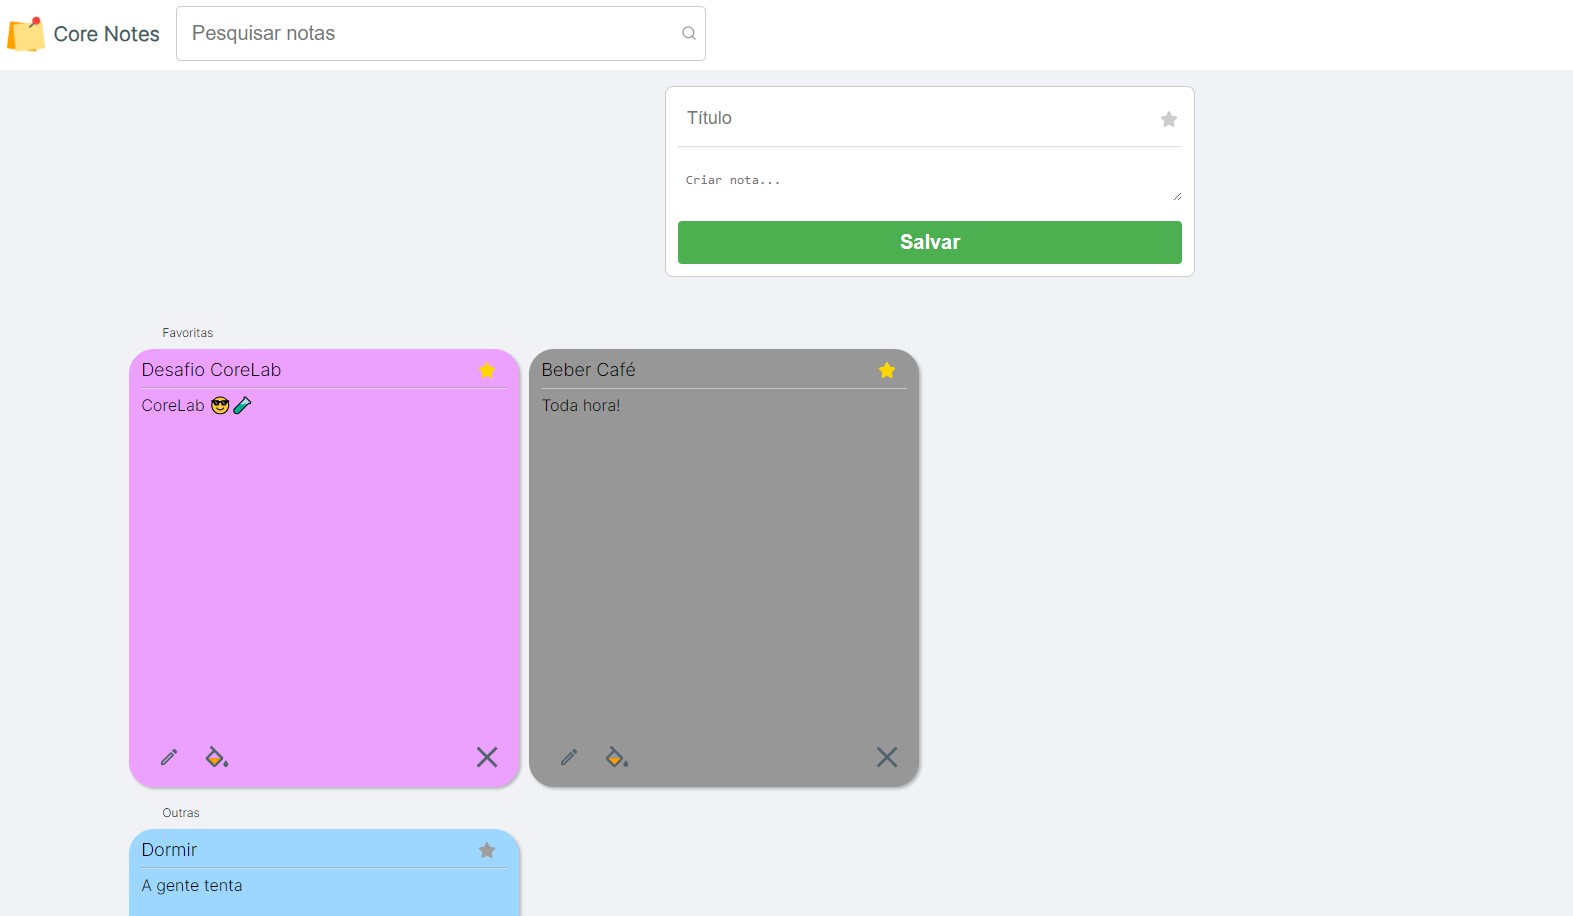 Core Notes
Pesquisar notas
Título
Criar nota...
Salvar
Favoritas
Desafio CoreLab
CoreLab 😎🧪
Beber Café
Toda hora!
Outras
Dormir
A gente tenta